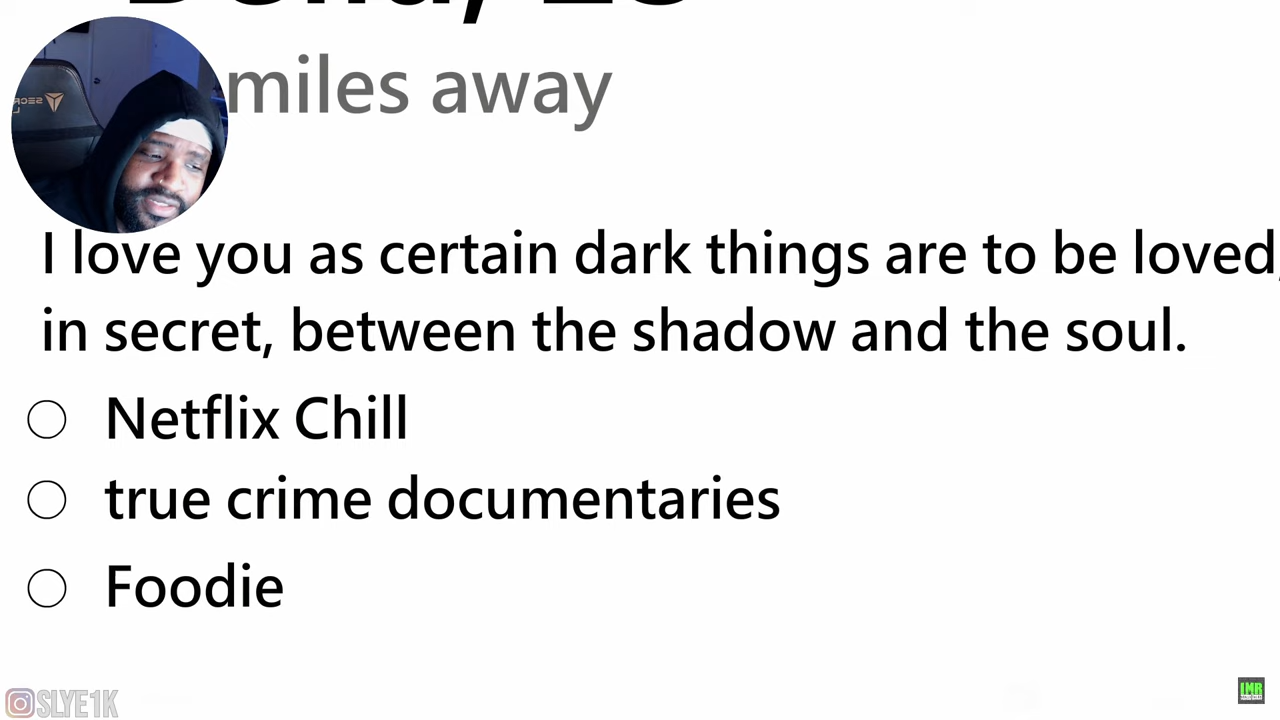 miles away
I love you as certain dark things are to be loved,
in secret, between the shadow and the soul.
Netflix Chill
true crime documentaries
Foodie
SLYE1K